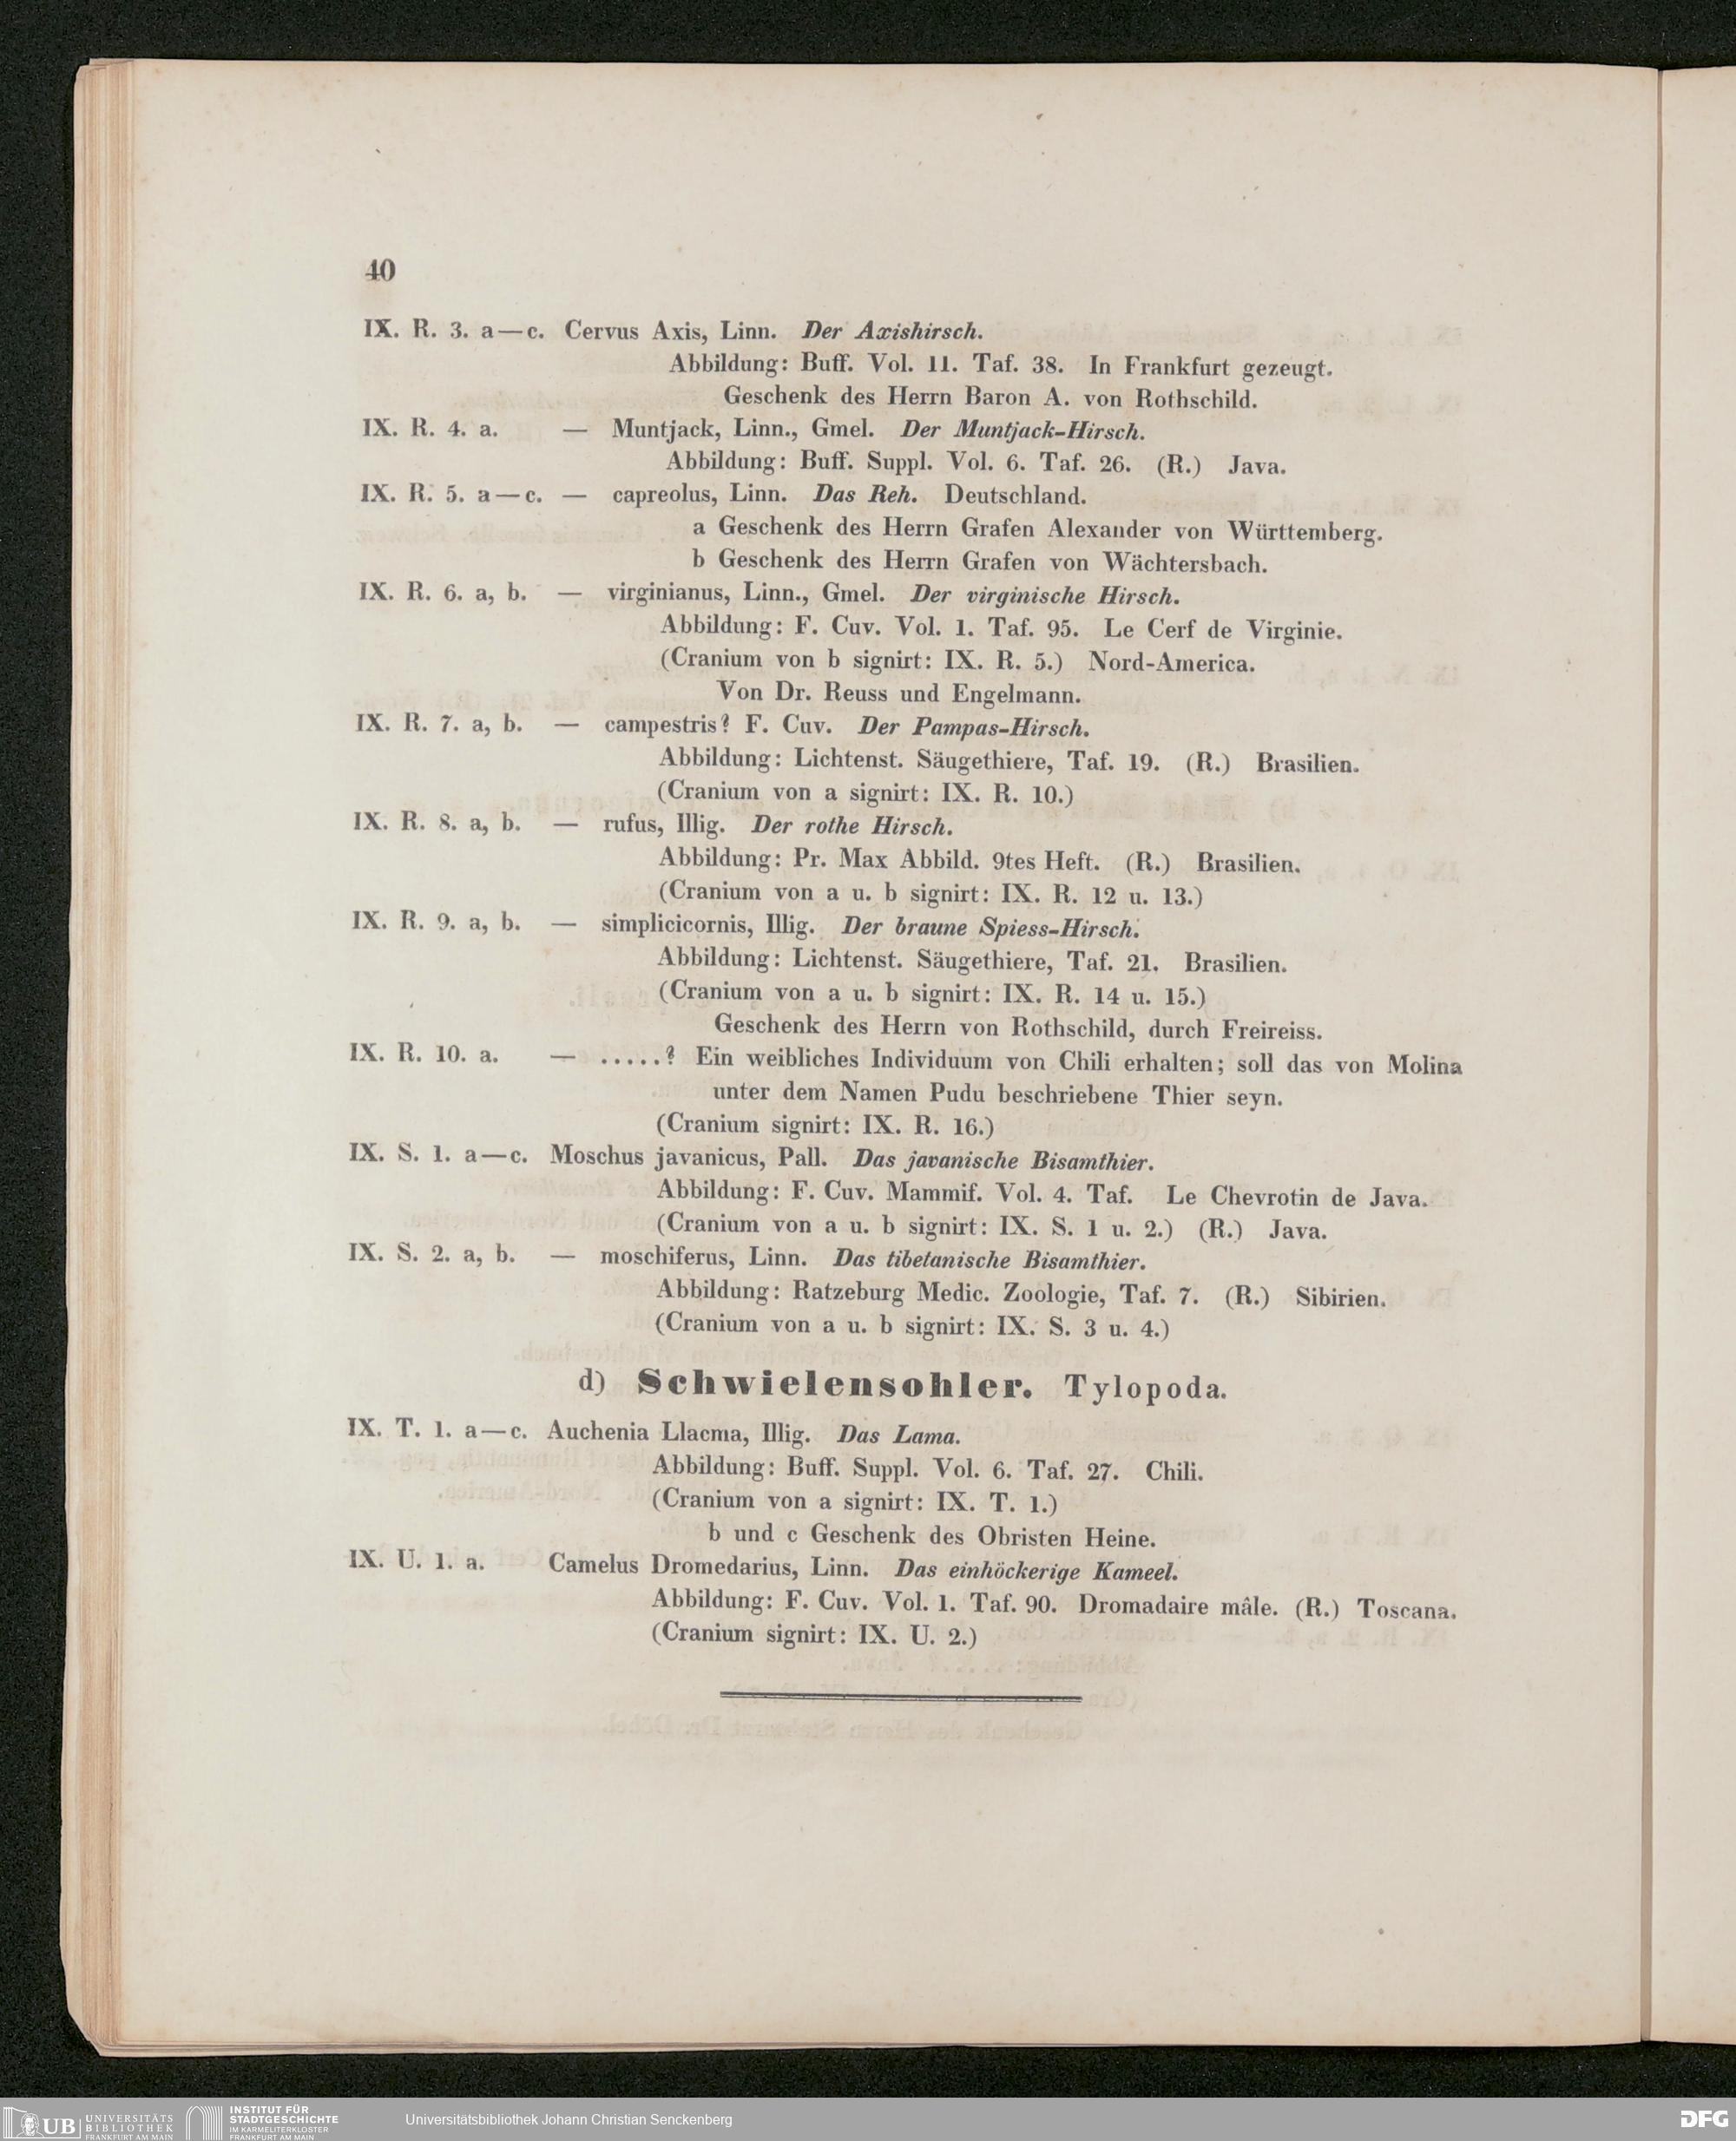 40
IX. R. 3. a—c. Cervus Axis, Linn. Der Axishirsch.
Abbildung: Buff. Vol. 11. Taf. 38. In Frankfurt gezeugt.
Geschenk des Herrn Baron A. von Rothschild.
IX. R. 4. a. — Muntjack, Linn., Gmel. Der Muntjack-Hirsch.
Abbildung: Buff. Suppl. Vol. 6. Taf. 26. (R.) Java.
IX. R. 5. a—c. — capreolus, Linn. Das Reh. Deutschland.
a Geschenk des Herrn Grafen Alexander von Württemberg.
b Geschenk des Herrn Grafen von Wächtersbach.
IX. R. 6. a, b. — virginianus, Linn., Gmel. Der virginische Hirsch.
Abbildung: F. Cuv. Vol. 1. Taf. 95. Le Cerf de Virginie.
(Cranium von b signirt: IX. R. 5.) Nord-America.
Von Dr. Reuss und Engelmann.
IX. R. 7. a, b. — campestris? F. Cuv. Der Pampas-Hirsch.
Abbildung: Lichtenst. Säugethiere, Taf. 19. (R.) Brasilien.
(Cranium von a signirt: IX. R. 10.)
IX. R. 8. a, b. — rufus, Illig. Der rothe Hirsch.
Abbildung: Pr. Max Abbild. 9tes Heft. (R.) Brasilien.
(Cranium von a u. b signirt: IX. R. 12 u. 13.)
IX. R. 9. a, b. — simplicicornis, Illig. Der braune Spiess-Hirsch.
Abbildung: Lichtenst. Säugethiere, Taf. 21. Brasilien.
(Cranium von a u. b signirt: IX. R. 14 u. 15.)
Geschenk des Herrn von Rothschild, durch Freireiss.
IX. R. 10. a. — .....? Ein weibliches Individuum von Chili erhalten; soll das von Molina
unter dem Namen Pudu beschriebene Thier seyn.
(Cranium signirt: IX. R. 16.)
IX. S. 1. a—c. Moschus javanicus, Pall. Das javanische Bisamthier.
Abbildung: F. Cuv. Mammif. Vol. 4. Taf. Le Chevrotin de Java.
(Cranium von a u. b signirt: IX. S. 1 u. 2.) (R.) Java.
IX. S. 2. a, b. — moschiferus, Linn. Das tibetanische Bisamthier.
Abbildung: Ratzeburg Medic. Zoologie, Taf. 7. (R.) Sibirien.
(Cranium von a u. b signirt: IX. S. 3 u. 4.)
d) Schwielensohler. Tylopoda.
IX. T. 1. a—c. Auchenia Llacma, Illig. Das Lama.
Abbildung: Buff. Suppl. Vol. 6. Taf. 27. Chili.
(Cranium von a signirt: IX. T. 1.)
b und c Geschenk des Obristen Heine.
IX. U. 1. a. Camelus Dromedarius, Linn. Das einhöckerige Kameel.
Abbildung: F. Cuv. Vol. 1. Taf. 90. Dromadaire mâle. (R.) Toscana.
(Cranium signirt: IX. U. 2.)
UB UNIVERSITÄTS BIBLIOTHEK FRANKFURT AM MAIN
INSTITUT FÜR STADTGESCHICHTE IM KARMELITERKLOSTER FRANKFURT AM MAIN
Universitätsbibliothek Johann Christian Senckenberg
DFG